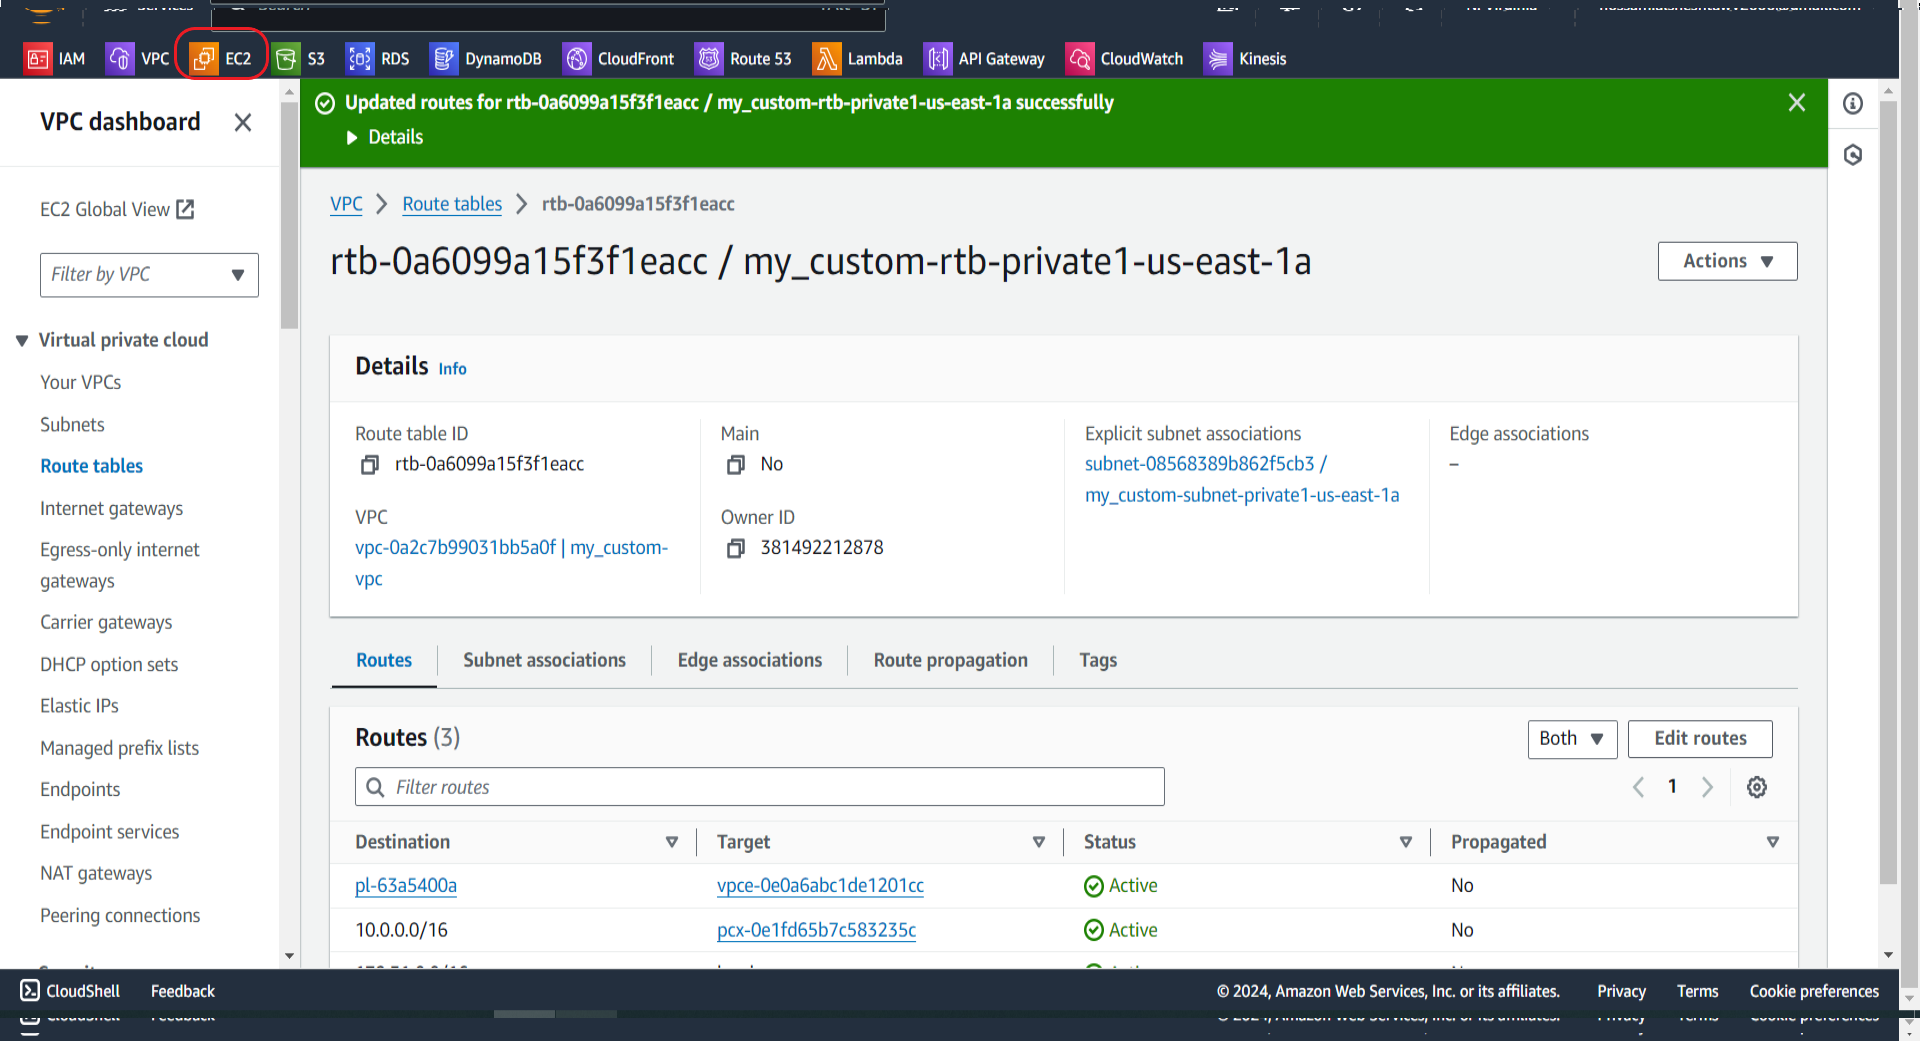 IAM VPC EC2 S3 RDS DynamoDB CloudFront Route 53 Lambda API Gateway CloudWatch Kinesis
VPC dashboard
EC2 Global View
Filter by VPC
Virtual private cloud
Your VPCs
Subnets
Route tables
Internet gateways
Egress-only internet
gateways
Carrier gateways
DHCP option sets
Elastic IPs
Managed prefix lists
Endpoints
Endpoint services
NAT gateways
Peering connections
Updated routes for rtb-0a6099a15f3f1eacc / my_custom-rtb-private1-us-east-1a successfully
Details
VPC Route tables rtb-0a6099a15f3f1eacc
rtb-0a6099a15f3f1eacc / my_custom-rtb-private1-us-east-1a
Actions
Details Info
Route table ID
rtb-0a6099a15f3f1eacc
VPC
vpc-0a2c7b99031bb5a0f | my_custom-
vpc
Main
No
Owner ID
381492212878
Explicit subnet associations
subnet-08568389b862f5cb3 /
my_custom-subnet-private1-us-east-1a
Edge associations
–
Routes Subnet associations Edge associations Route propagation Tags
Routes (3)
Both Edit routes
Filter routes
1
Destination Target Status Propagated
pl-63a5400a vpce-0e0a6abc1de1201cc Active No
10.0.0.0/16 pcx-0e1fd65b7c583235c Active No
CloudShell Feedback © 2024, Amazon Web Services, Inc. or its affiliates. Privacy Terms Cookie preferences